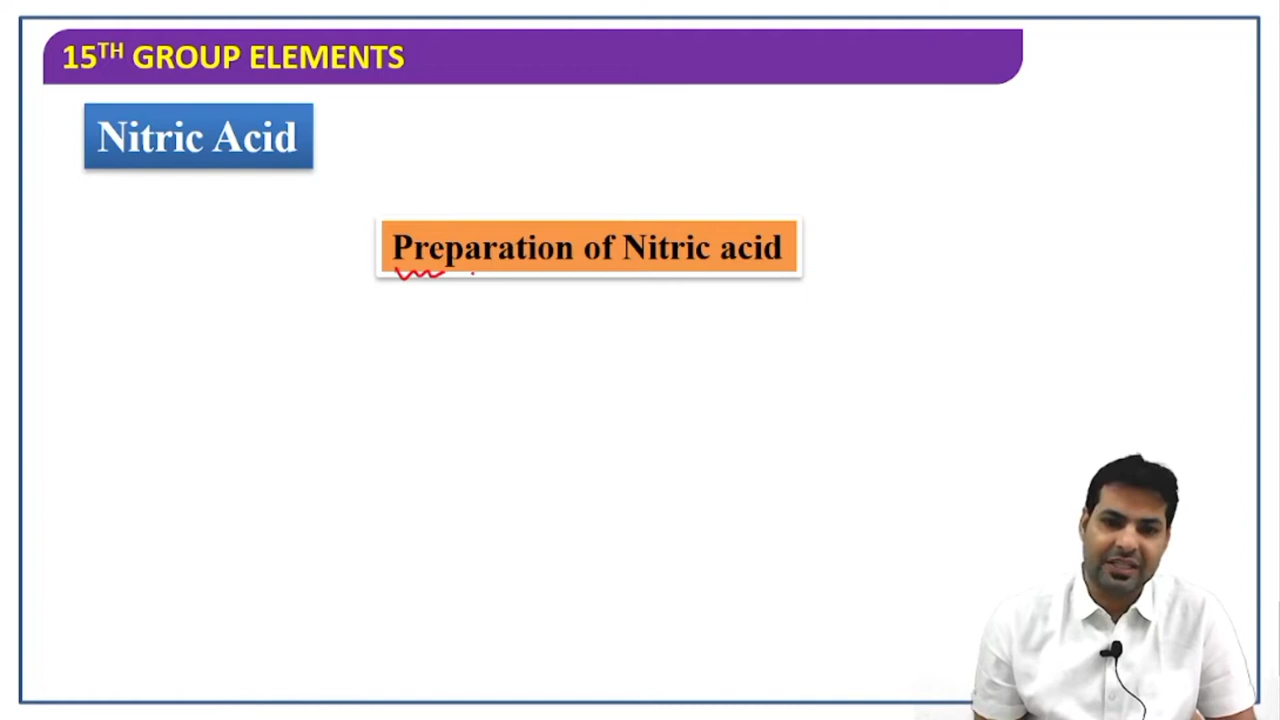 15TH GROUP ELEMENTS
Nitric Acid
Preparation of Nitric acid